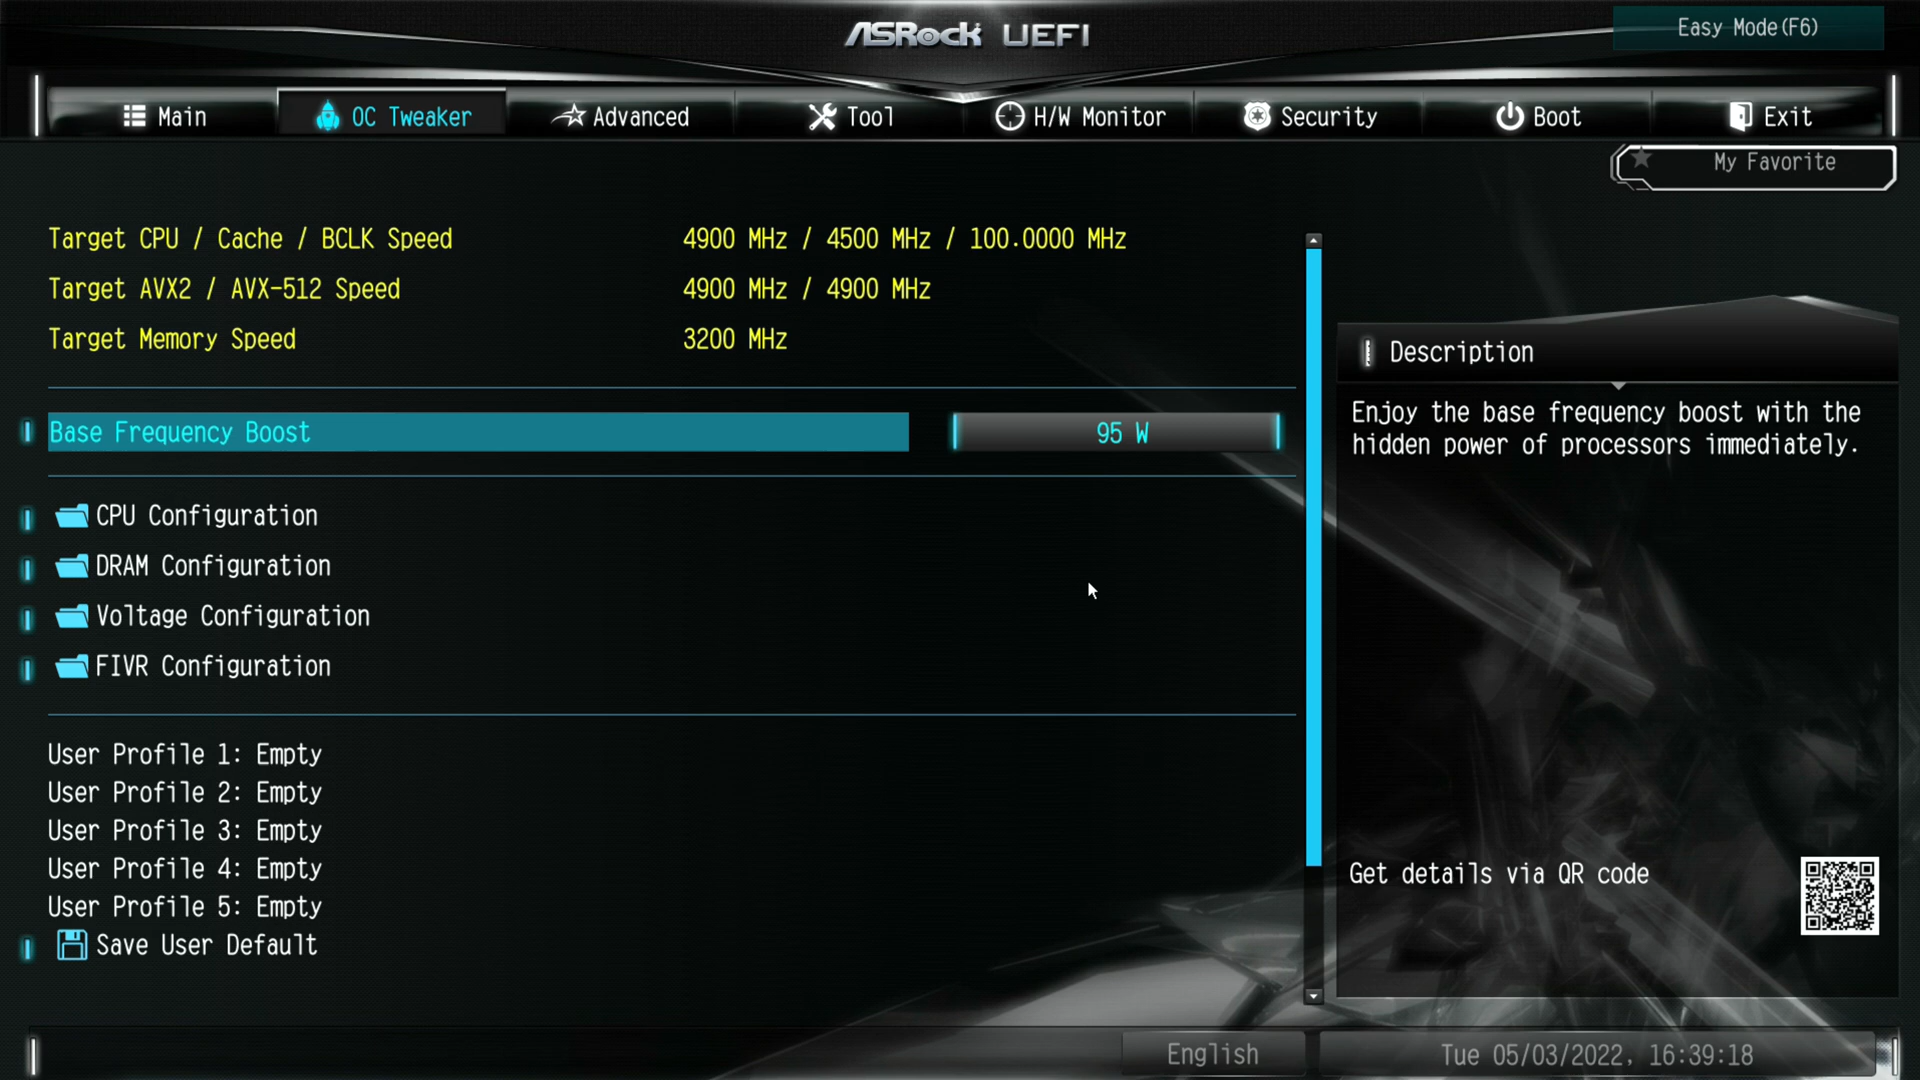 ASRock UEFI
Easy Mode(F6)
Main
OC Tweaker
Advanced
Tool
H/W Monitor
Security
Boot
Exit
My Favorite
Target CPU / Cache / BCLK Speed 4900 MHz / 4500 MHz / 100.0000 MHz
Target AVX2 / AVX-512 Speed 4900 MHz / 4900 MHz
Target Memory Speed 3200 MHz
Base Frequency Boost 95 W
CPU Configuration
DRAM Configuration
Voltage Configuration
FIVR Configuration
User Profile 1: Empty
User Profile 2: Empty
User Profile 3: Empty
User Profile 4: Empty
User Profile 5: Empty
Save User Default
Description
Enjoy the base frequency boost with the
hidden power of processors immediately.
Get details via QR code
English
Tue 05/03/2022, 16:39:18